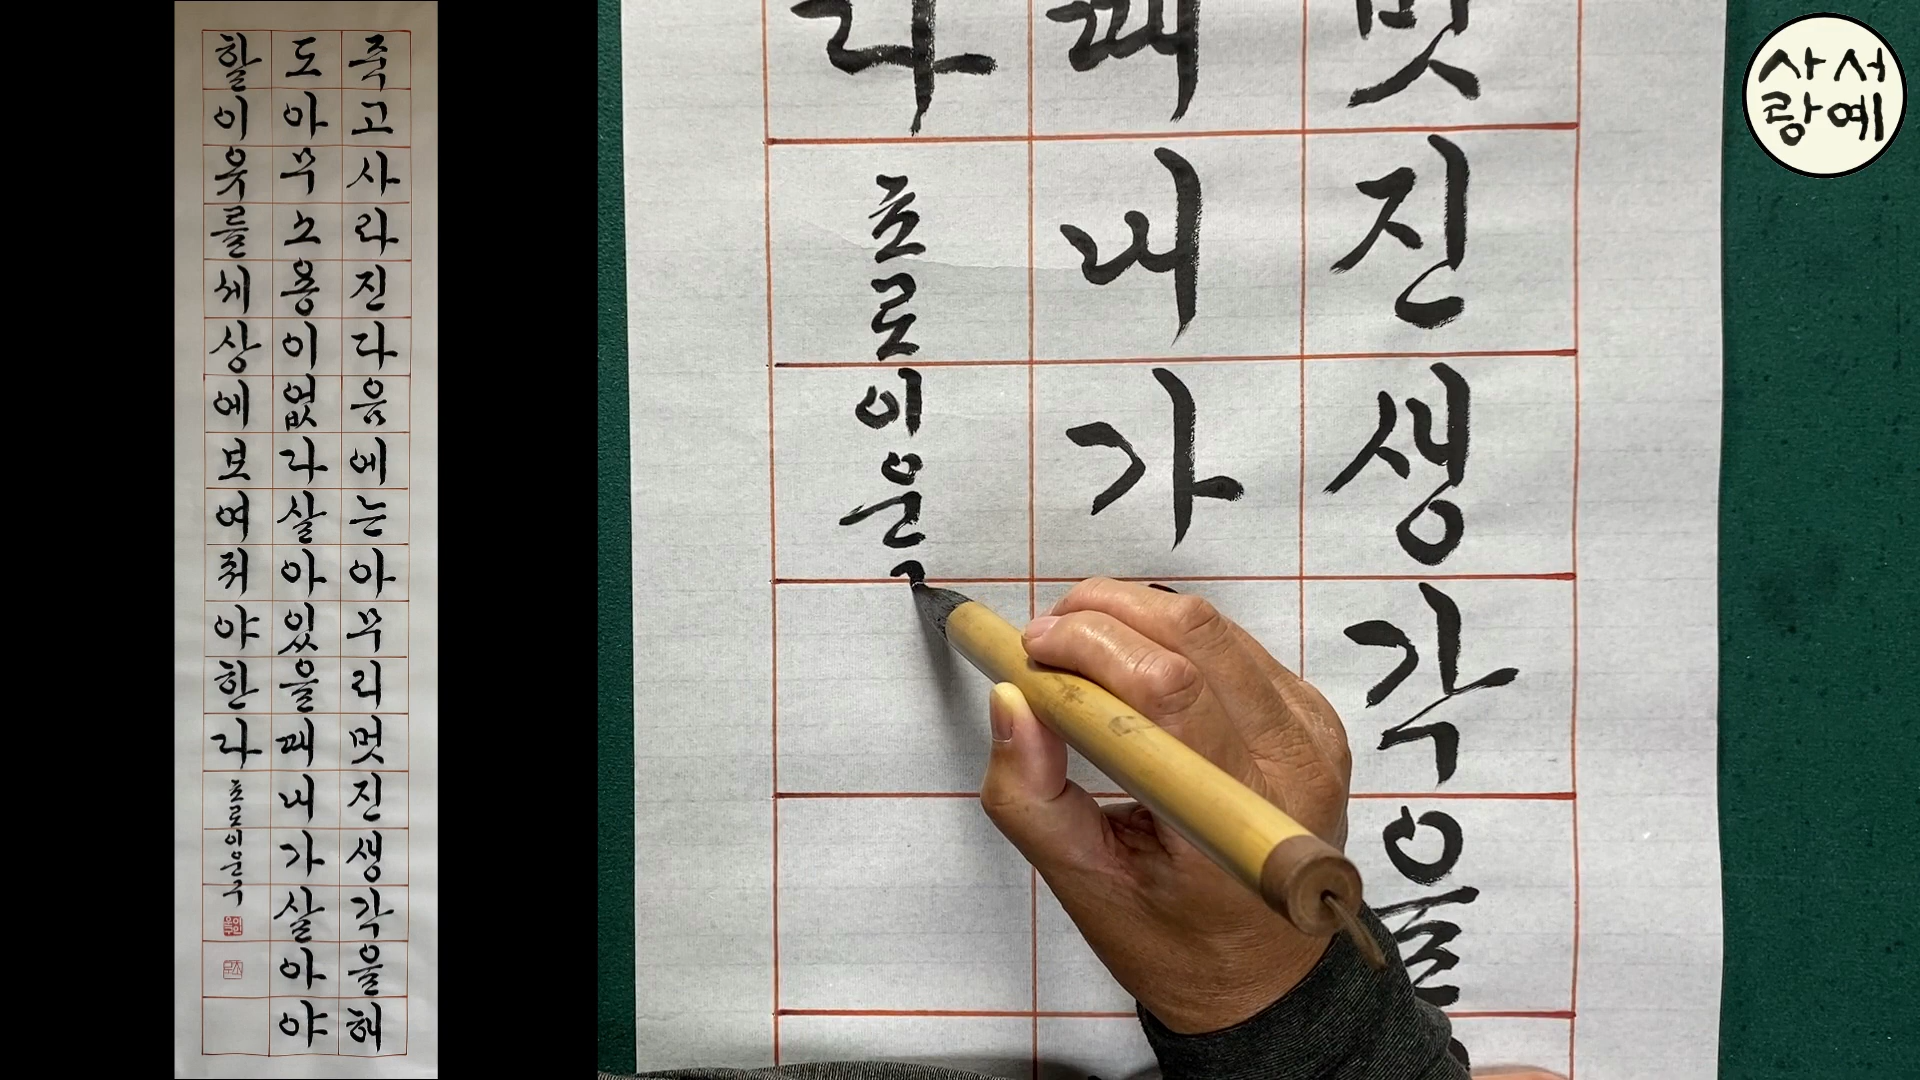 죽고사라진다음에는아무리멋진생각을해
도아무소용이없다살아있을때내가살아야
할이유를세상에보여줘야한다초로이운구
멋진생각을
때내가
다초로이운
서예
사랑